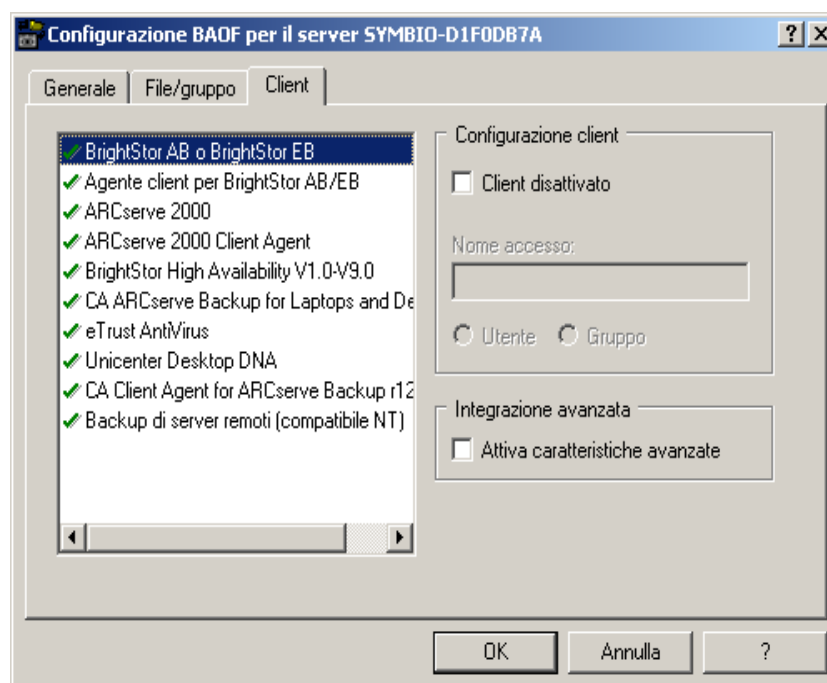 Configurazione BAOF per il server SYMBIO-D1F0DB7A
Generale
File/gruppo
Client
BrightStor AB o BrightStor EB
Agente client per BrightStor AB/EB
ARCserve 2000
ARCserve 2000 Client Agent
BrightStor High Availability V1.0-V9.0
CA ARCserve Backup for Laptops and De
eTrust AntiVirus
Unicenter Desktop DNA
CA Client Agent for ARCserve Backup r12
Backup di server remoti (compatibile NT)
Configurazione client
Client disattivato
Nome accesso:
Utente
Gruppo
Integrazione avanzata
Attiva caratteristiche avanzate
OK
Annulla
?